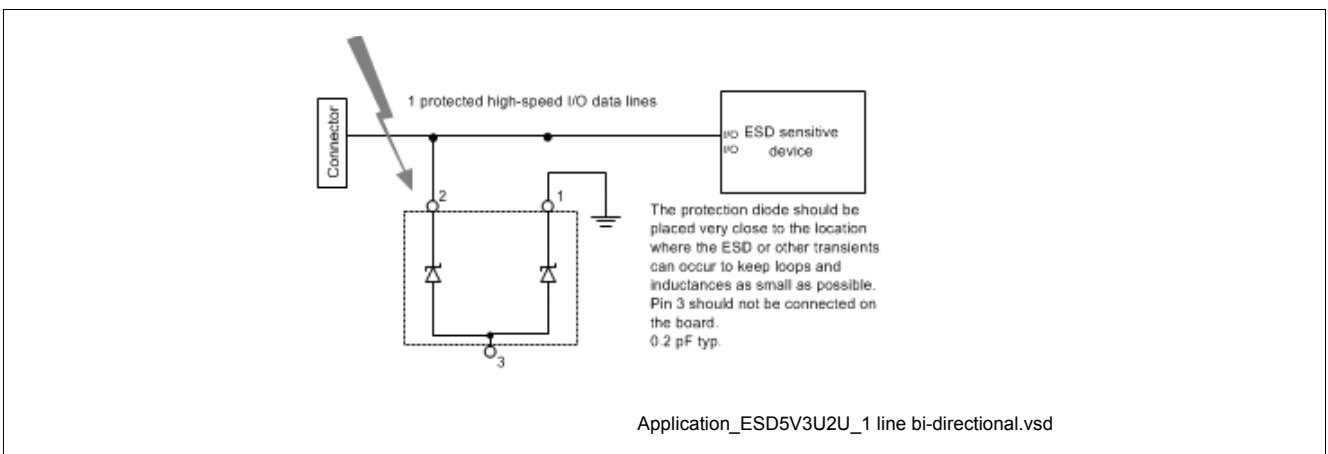 1 protected high-speed I/O data lines
Connector
I/O ESD sensitive
I/O device
2
1
The protection diode should be
placed very close to the location
where the ESD or other transients
can occur to keep loops and
inductances as small as possible.
Pin 3 should not be connected on
the board.
0.2 pF typ.
3
Application_ESD5V3U2U_1 line bi-directional.vsd